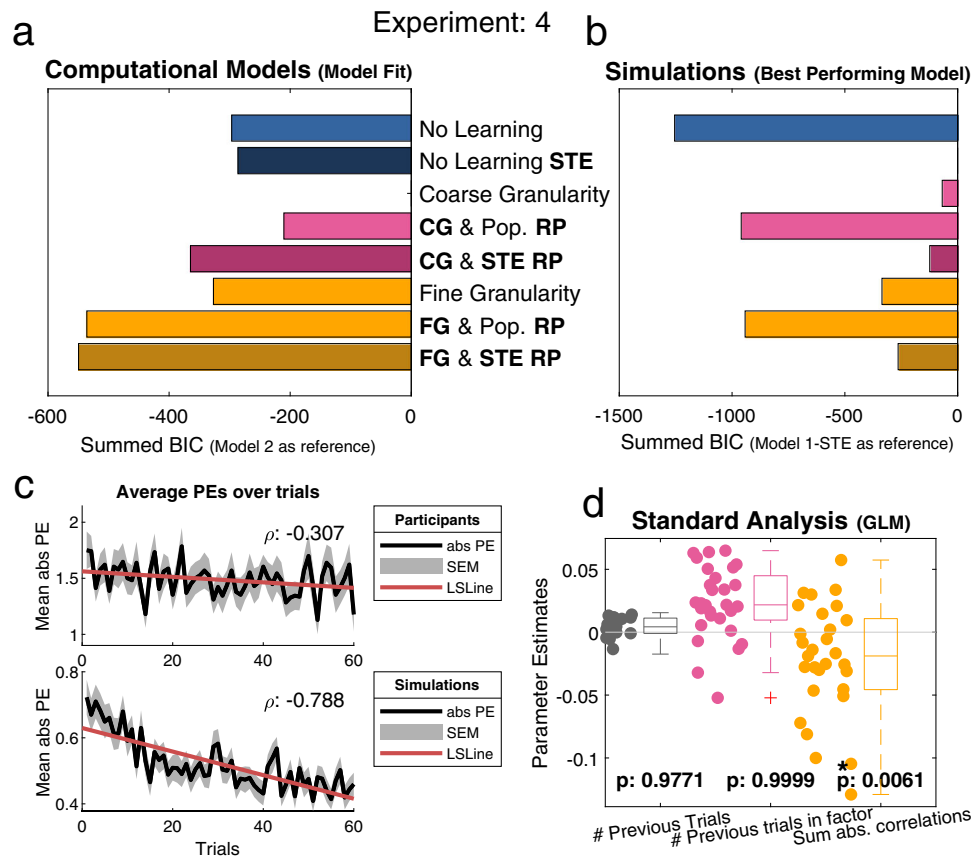 Experiment: 4
a
Computational Models (Model Fit)
No Learning
No Learning STE
Coarse Granularity
CG & Pop. RP
CG & STE RP
Fine Granularity
FG & Pop. RP
FG & STE RP
-600 -400 -200 0
Summed BIC (Model 2 as reference)
b
Simulations (Best Performing Model)
-1500 -1000 -500 0
Summed BIC (Model 1-STE as reference)
c
Average PEs over trials
2
1.5
1
Mean abs PE
ρ: -0.307
0 20 40 60
Participants
abs PE
SEM
LSLine
0.8
0.6
0.4
Mean abs PE
ρ: -0.788
0 20 40 60
Trials
Simulations
abs PE
SEM
LSLine
d
Standard Analysis (GLM)
0.05
0
-0.05
-0.1
Parameter Estimates
*
p: 0.9771 p: 0.9999 p: 0.0061
# Previous Trials
# Previous trials in factor
Sum abs. correlations